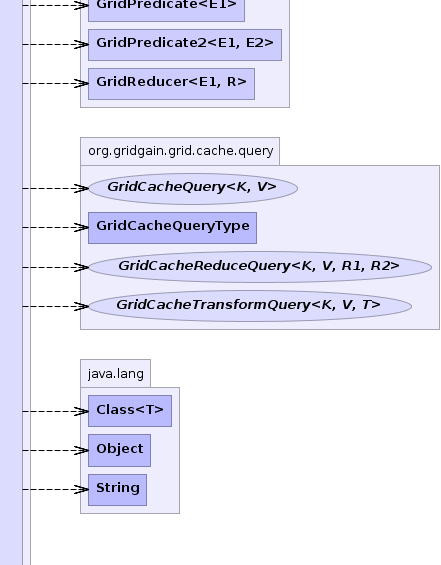 GridPredicate<E1>
GridPredicate2<E1, E2>
GridReducer<E1, R>
org.gridgain.grid.cache.query
GridCacheQuery<K, V>
GridCacheQueryType
GridCacheReduceQuery<K, V, R1, R2>
GridCacheTransformQuery<K, V, T>
java.lang
Class<T>
Object
String